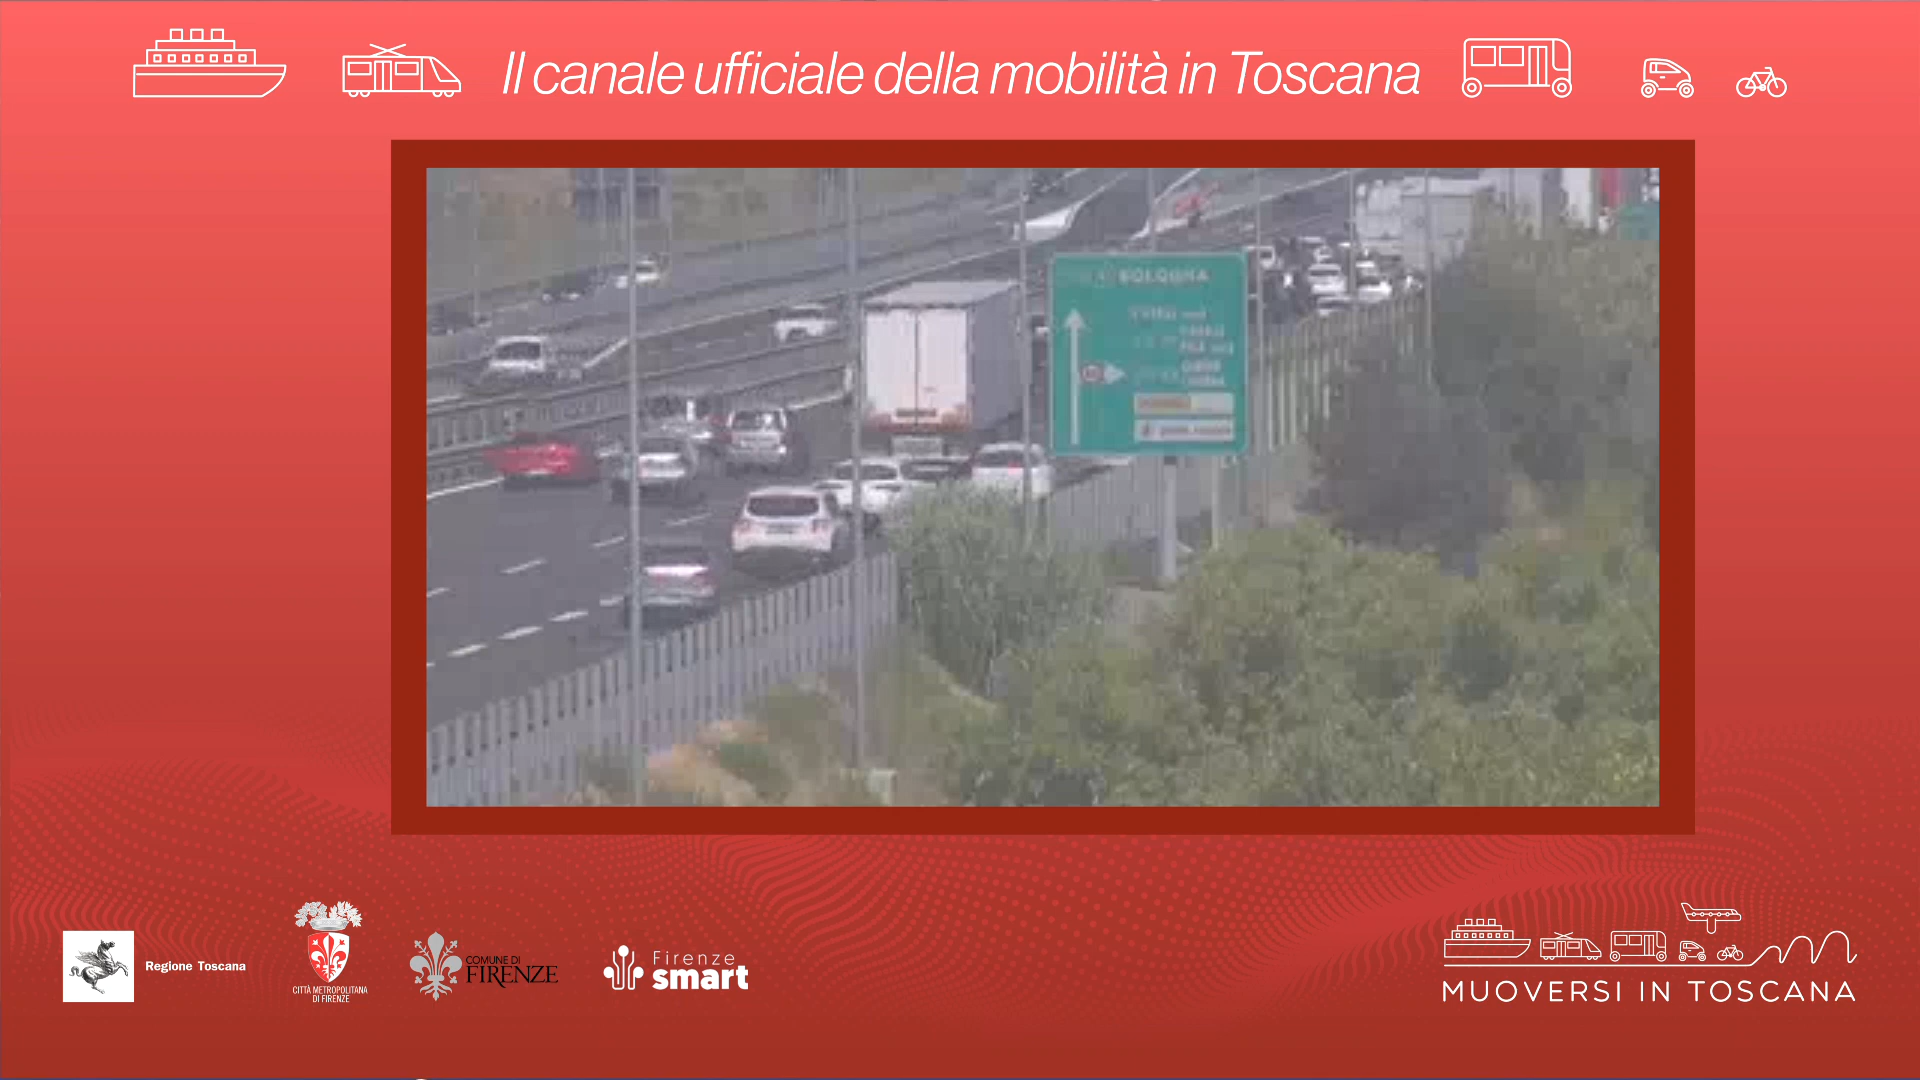 Il canale ufficiale della mobilità in Toscana
BOLOGNA
Regione Toscana
CITTÀ METROPOLITANA
DI FIRENZE
COMUNE DI
FIRENZE
Firenze
smart
MUOVERSI IN TOSCANA